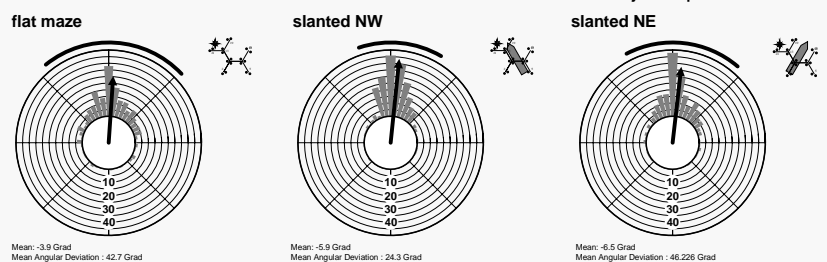 flat maze
slanted NW
slanted NE
10
20
30
40
10
20
30
40
10
20
30
40
Mean: -3.9 Grad
Mean Angular Deviation : 42.7 Grad
Mean: -5.9 Grad
Mean Angular Deviation : 24.3 Grad
Mean: -6.5 Grad
Mean Angular Deviation : 46.226 Grad